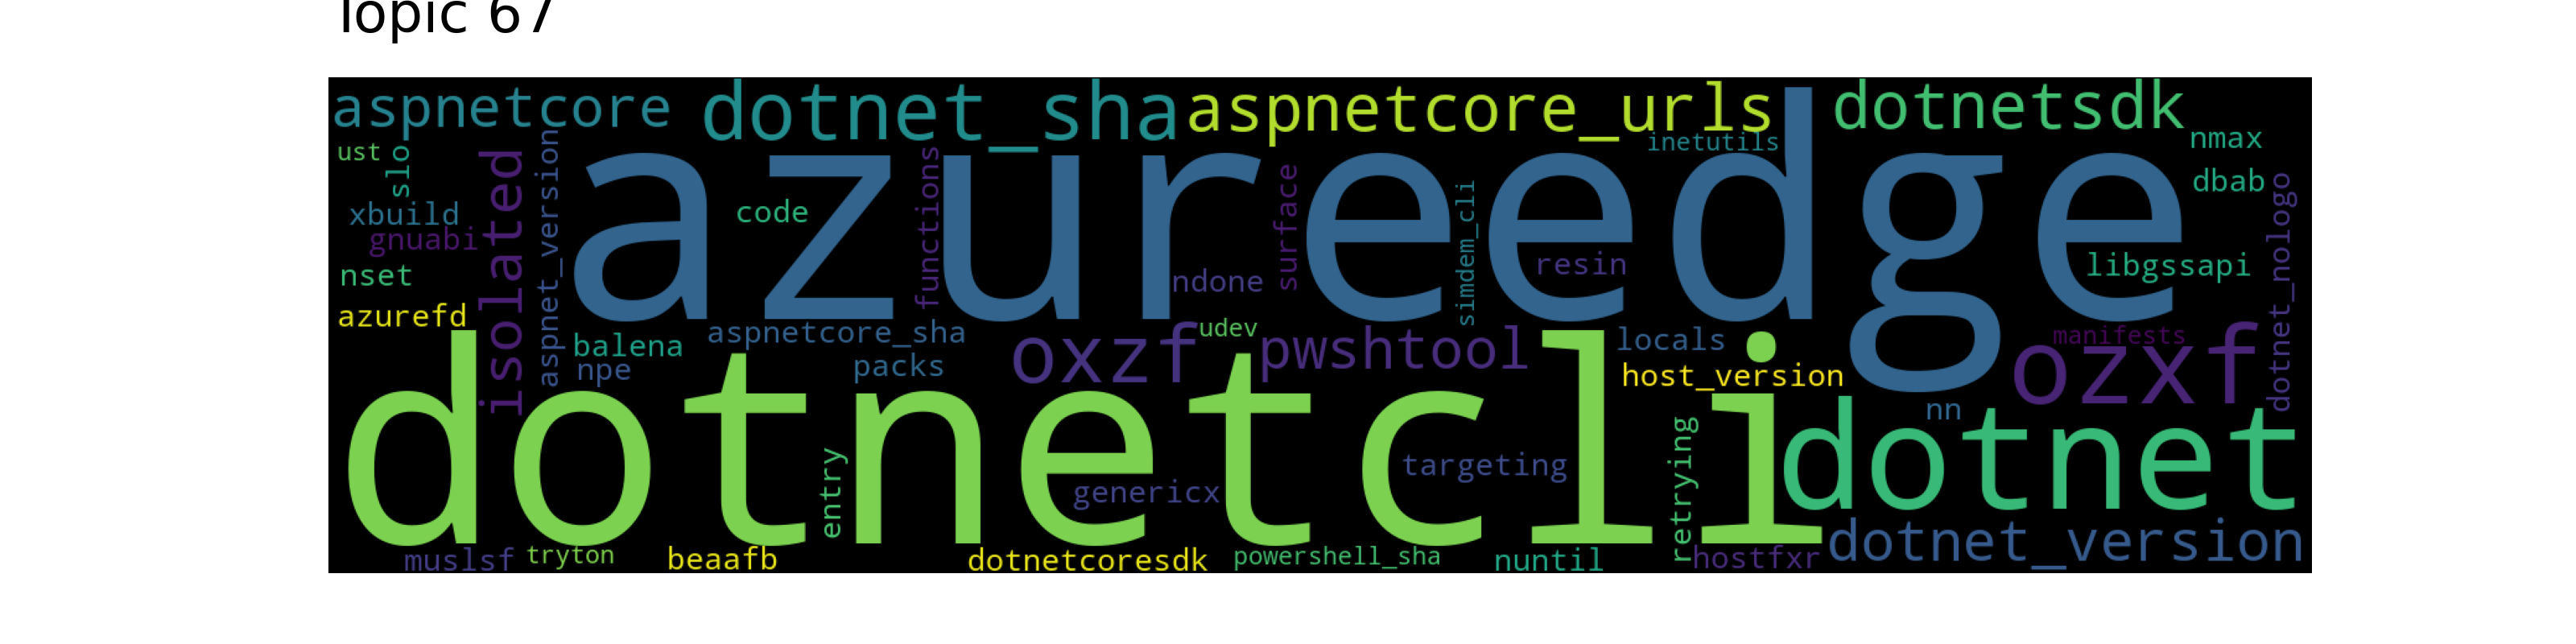 Topic 67
aspnetcore dotnet_sha aspnetcore_urls dotnetsdk
inetutils nmax
ust slo
isolated aspnet_version azureedge functions surface simdem_cli
dbab
dotnet_nologo
xbuild code
gnuabi
nset ndone resin libgssapi
azurefd
balena aspnetcore_sha oxzf udev pwshtool locals manifests
npe packs host_version ozxf
dotnetcli nn dotnet
entry genericx targeting retrying
dotnet_version
muslsf tryton beaafb dotnetcoresdk powershell_sha nuntil hostfxr